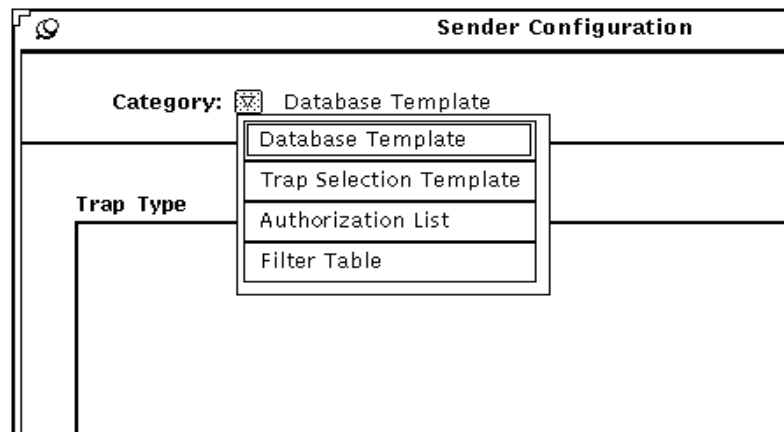 Sender Configuration
Category: Database Template
Database Template
Trap Selection Template
Authorization List
Filter Table
Trap Type